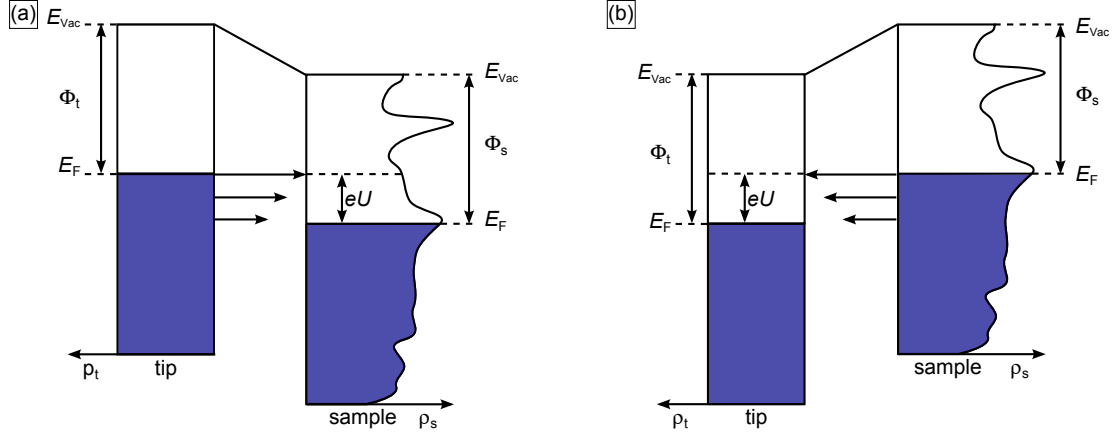 (a)
E_Vac
Φ_t
E_F
p_t
tip
E_Vac
Φ_s
eU
E_F
sample
ρ_s
(b)
E_Vac
Φ_t
E_F
eU
ρ_t
tip
E_Vac
Φ_s
E_F
sample
ρ_s